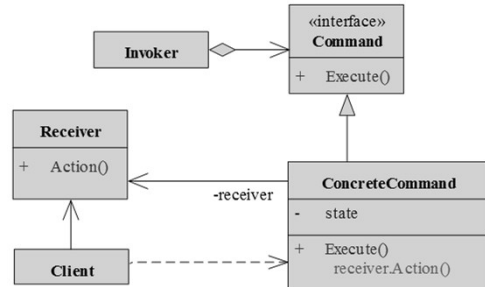 «interface»
Command
+ Execute()
Invoker
Receiver
+ Action()
-receiver
ConcreteCommand
- state
+ Execute()
receiver.Action()
Client